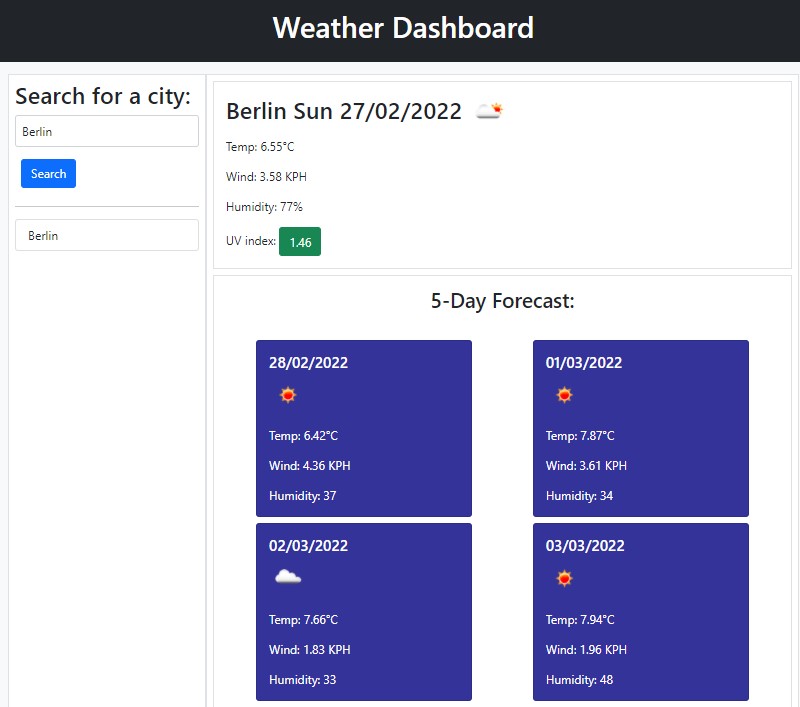 Weather Dashboard
Search for a city:
Berlin
Search
Berlin
Berlin Sun 27/02/2022
Temp: 6.55°C
Wind: 3.58 KPH
Humidity: 77%
UV index: 1.46
5-Day Forecast:
28/02/2022
Temp: 6.42°C
Wind: 4.36 KPH
Humidity: 37
01/03/2022
Temp: 7.87°C
Wind: 3.61 KPH
Humidity: 34
02/03/2022
Temp: 7.66°C
Wind: 1.83 KPH
Humidity: 33
03/03/2022
Temp: 7.94°C
Wind: 1.96 KPH
Humidity: 48